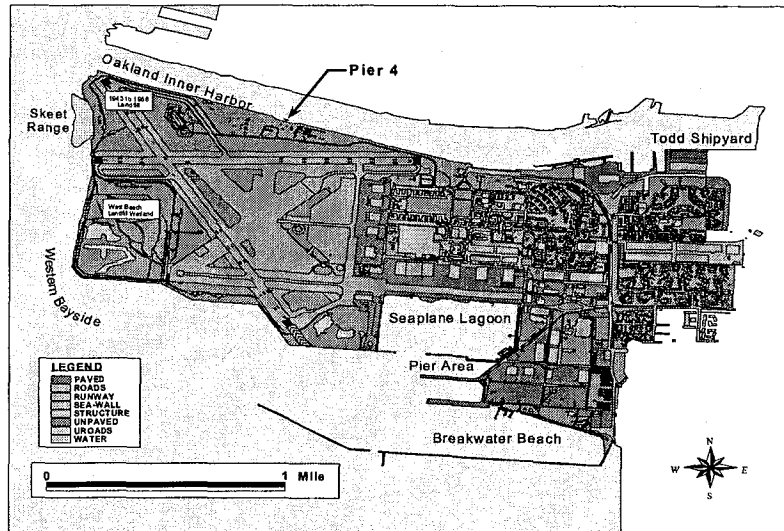 Oakland Inner Harbor
Pier 4
1943 to 1956
Landfill
Skeet
Range
Todd Shipyard
West Beach
Landfill Wetland
Western Bayside
Seaplane Lagoon
Pier Area
Breakwater Beach
LEGEND
PAVED
ROADS
RUNWAY
SEA-WALL
STRUCTURE
UNPAVED
UROADS
WATER
0 1 Mile
N
W E
S